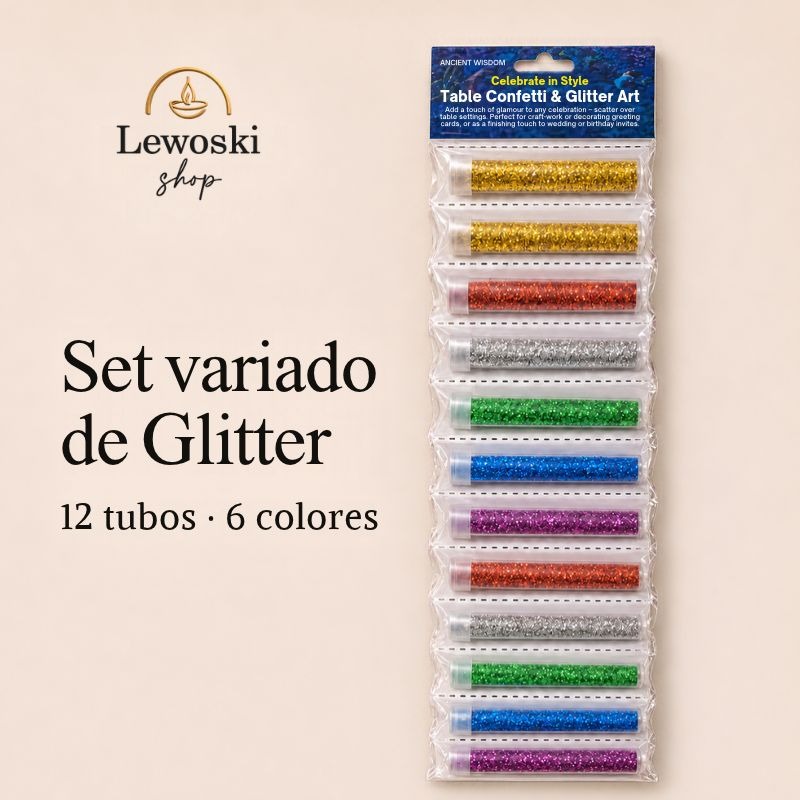 Lewoski
shop
Set variado
de Glitter
12 tubos · 6 colores
ANCIENT WISDOM
Celebrate in Style
Table Confetti & Glitter Art
Add a touch of glamour to any celebration – scatter over
table settings. Perfect for craft-work or decorating greeting
cards, or as a finishing touch to wedding or birthday invites.